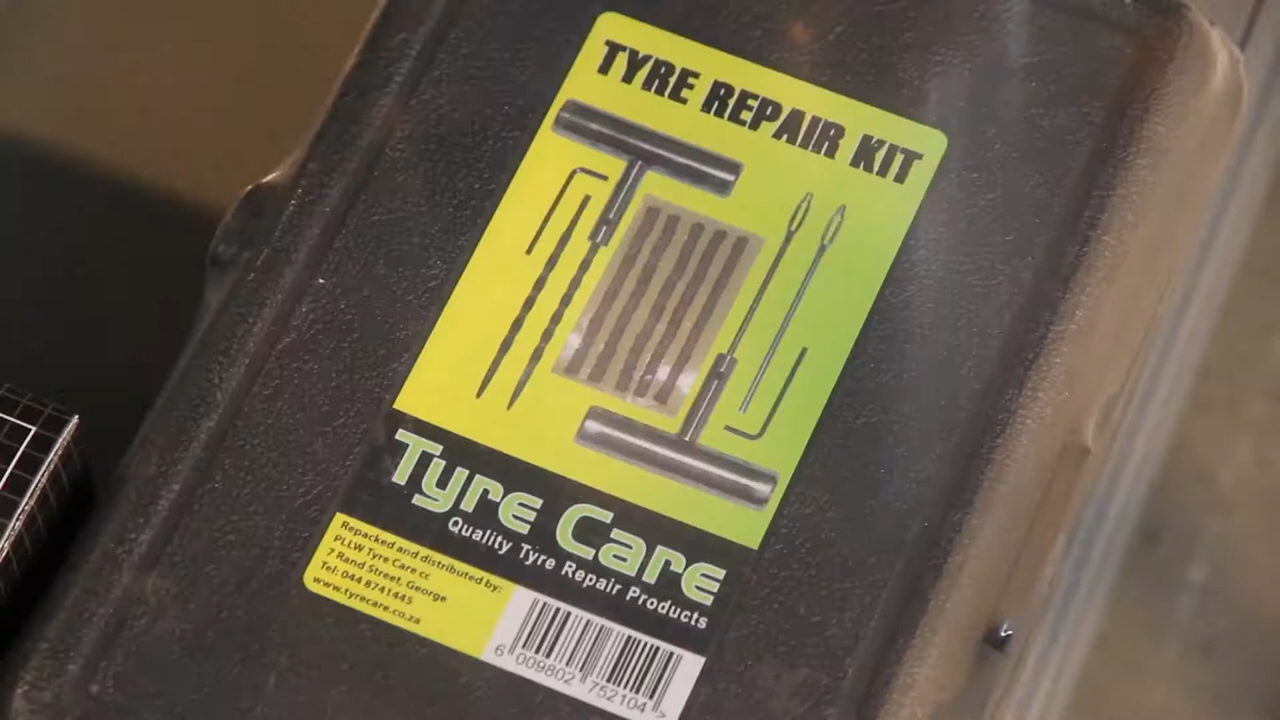 TYRE REPAIR KIT
Tyre Care
Quality Tyre Repair Products
Repacked and distributed by:
PLLW Tyre Care cc
7 Rand Street, George
Tel: 044 8741445
www.tyrecare.co.za
6 009802 752104 >